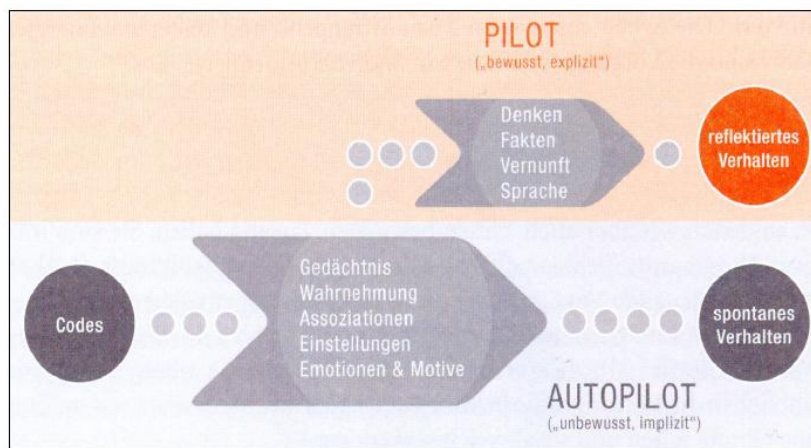 PILOT
(„bewusst, explizit“)
Denken
Fakten
Vernunft
Sprache
reflektiertes
Verhalten
Codes
Gedächtnis
Wahrnehmung
Assoziationen
Einstellungen
Emotionen & Motive
spontanes
Verhalten
AUTOPILOT
(„unbewusst, implizit“)